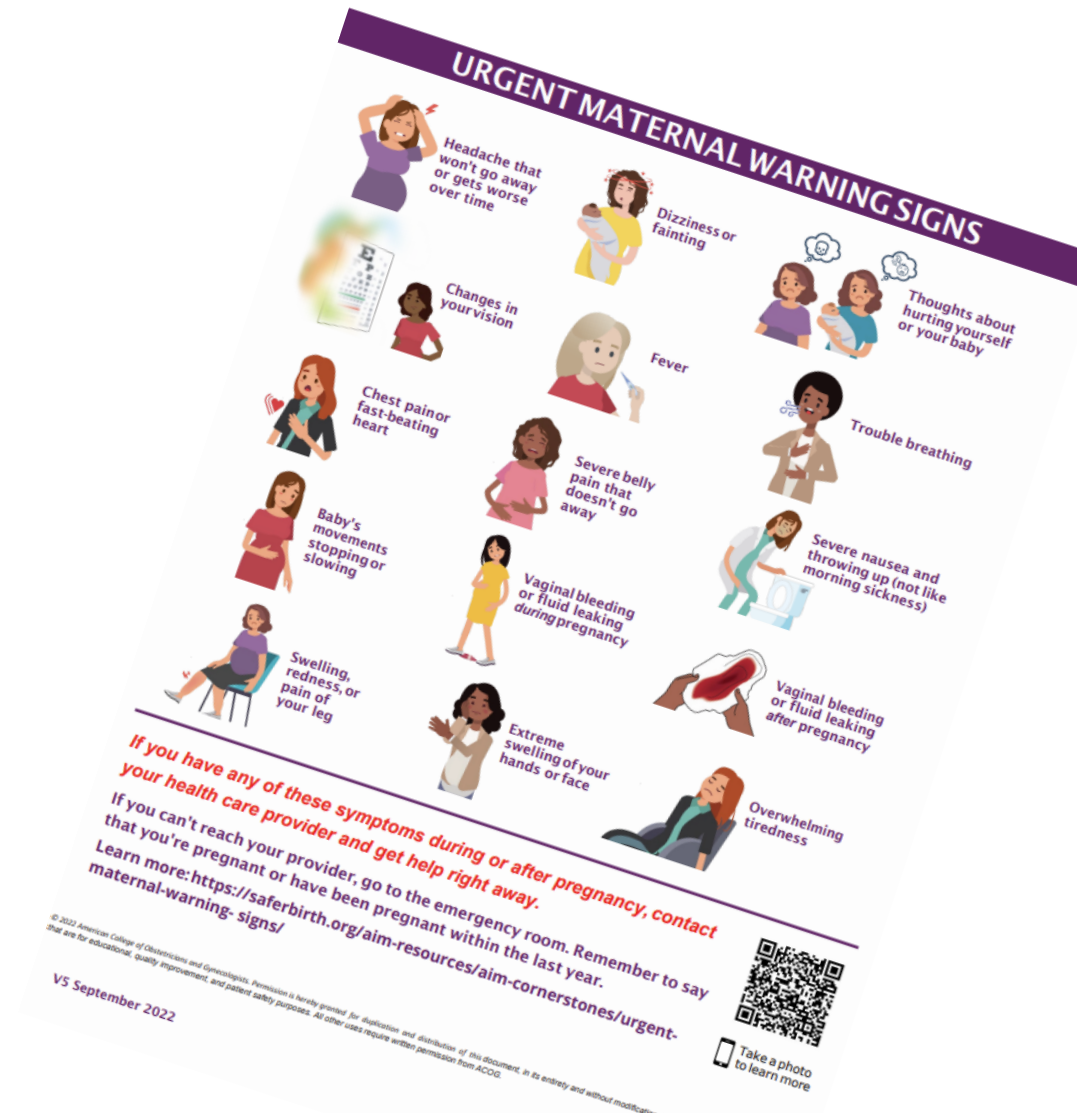 URGENT MATERNAL WARNING SIGNS
Headache that
won't go away
or gets worse
over time
Dizziness or
fainting
Thoughts about
hurting yourself
or your baby
Changes in
your vision
Fever
Trouble breathing
Chest pain or
fast-beating
heart
Severe belly
pain that
doesn't go
away
Severe nausea and
throwing up (not like
morning sickness)
Baby's
movements
stopping or
slowing
Vaginal bleeding
or fluid leaking
during pregnancy
Vaginal bleeding
or fluid leaking
after pregnancy
Swelling,
redness, or
pain of
your leg
Extreme
swelling of your
hands or face
Overwhelming
tiredness
If you have any of these symptoms during or after pregnancy, contact
your health care provider and get help right away.
If you can't reach your provider, go to the emergency room. Remember to say
that you're pregnant or have been pregnant within the last year.
Learn more: https://saferbirth.org/aim-resources/aim-cornerstones/urgent-
maternal-warning- signs/
© 2022 American College of Obstetricians and Gynecologists. Permission is hereby granted for duplication and distribution of this document, in its entirety and without
that are for educational, quality improvement, and patient safety purposes. All other uses require written permission from ACOG.
V5 September 2022
Take a photo
to learn more
E